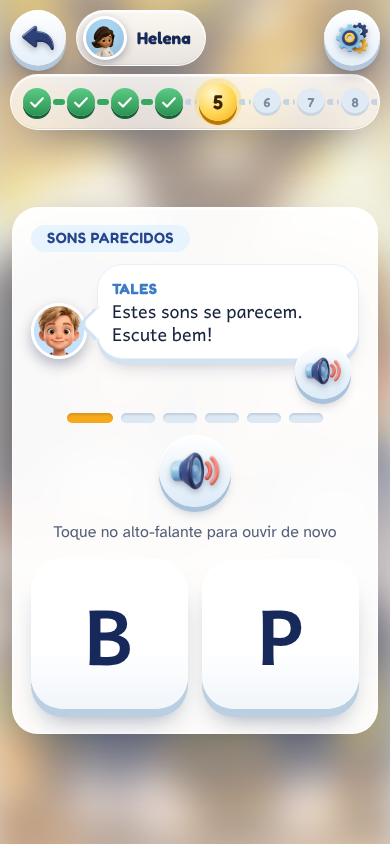 Helena
5
6
7
8
SONS PARECIDOS
TALES
Estes sons se parecem.
Escute bem!
Toque no alto-falante para ouvir de novo
B
P